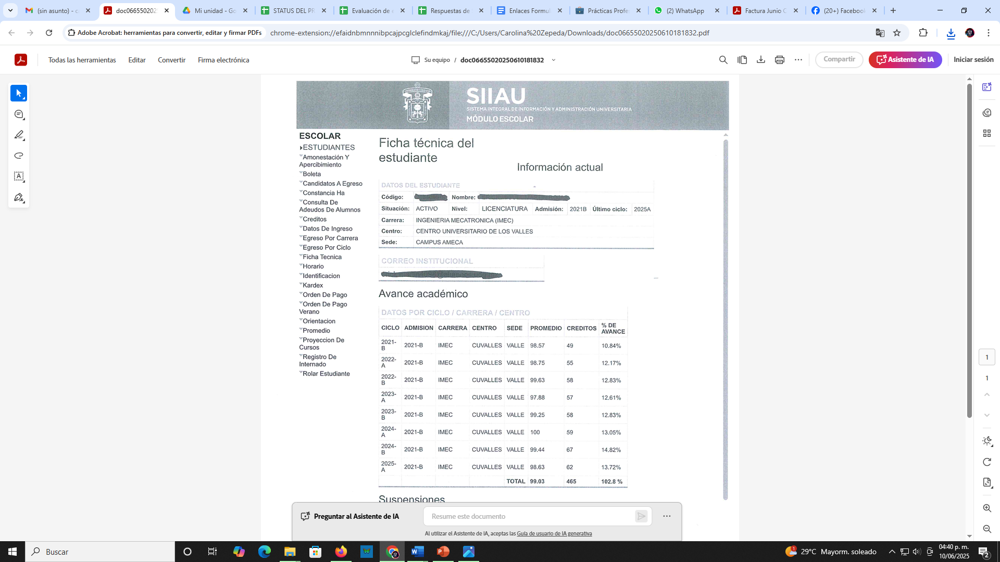 (sin asunto) - c
doc0665502025
Mi unidad - Go
STATUS DEL PR
Evaluación de e
Respuestas de
Enlaces Formul
Prácticas Profe
(2) WhatsApp
Factura Junio C
(20+) Facebook
Adobe Acrobat: herramientas para convertir, editar y firmar PDFs
chrome-extension://efaidnbmnnnibpcajpcglclefindmkaj/file:///C:/Users/Carolina%20Zepeda/Downloads/doc06655020250610181832.pdf
Todas las herramientas
Editar
Convertir
Firma electrónica
Su equipo / doc06655020250610181832
Compartir
Asistente de IA
Iniciar sesión
SIIAU
SISTEMA INTEGRAL DE INFORMACIÓN Y ADMINISTRACIÓN UNIVERSITARIA
MÓDULO ESCOLAR
ESCOLAR
ESTUDIANTES
Amonestación Y
Apercibimiento
Boleta
Candidatos A Egreso
Constancia Ha
Consulta De
Adeudos De Alumnos
Creditos
Datos De Ingreso
Egreso Por Carrera
Egreso Por Ciclo
Ficha Tecnica
Horario
Identificacion
Kardex
Orden De Pago
Orden De Pago
Verano
Orientacion
Promedio
Proyeccion De
Cursos
Registro De
Internado
Rolar Estudiante
Ficha técnica del
estudiante
Información actual
DATOS DEL ESTUDIANTE
Código: Nombre:
Situación: ACTIVO Nivel: LICENCIATURA Admisión: 2021B Último ciclo: 2025A
Carrera: INGENIERIA MECATRONICA (IMEC)
Centro: CENTRO UNIVERSITARIO DE LOS VALLES
Sede: CAMPUS AMECA
CORREO INSTITUCIONAL
Avance académico
DATOS POR CICLO / CARRERA / CENTRO
CICLO ADMISION CARRERA CENTRO SEDE PROMEDIO CREDITOS % DE AVANCE
2021-B 2021-B IMEC CUVALLES VALLE 98.57 49 10.84%
2022-A 2021-B IMEC CUVALLES VALLE 98.75 55 12.17%
2022-B 2021-B IMEC CUVALLES VALLE 99.63 58 12.83%
2023-A 2021-B IMEC CUVALLES VALLE 97.88 57 12.61%
2023-B 2021-B IMEC CUVALLES VALLE 99.25 58 12.83%
2024-A 2021-B IMEC CUVALLES VALLE 100 59 13.05%
2024-B 2021-B IMEC CUVALLES VALLE 99.44 67 14.82%
2025-A 2021-B IMEC CUVALLES VALLE 98.63 62 13.72%
TOTAL 99.03 465 102.8 %
Suspensiones
Preguntar al Asistente de IA
Resume este documento
Al utilizar el Asistente de IA, aceptas las Guía de usuario de IA generativa
1
1
Buscar
1
29°C Mayorm. soleado
04:40 p. m.
10/06/2025
2